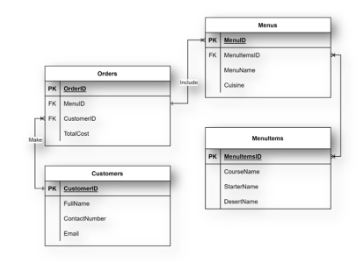 Menus
PK MenuID
FK MenuItemsID
MenuName
Cuisine
Include
Orders
PK OrderID
FK MenuID
FK CustomerID
TotalCost
Make
MenuItems
PK MenuItemsID
CourseName
StarterName
DesertName
Customers
PK CustomerID
FullName
ContactNumber
Email